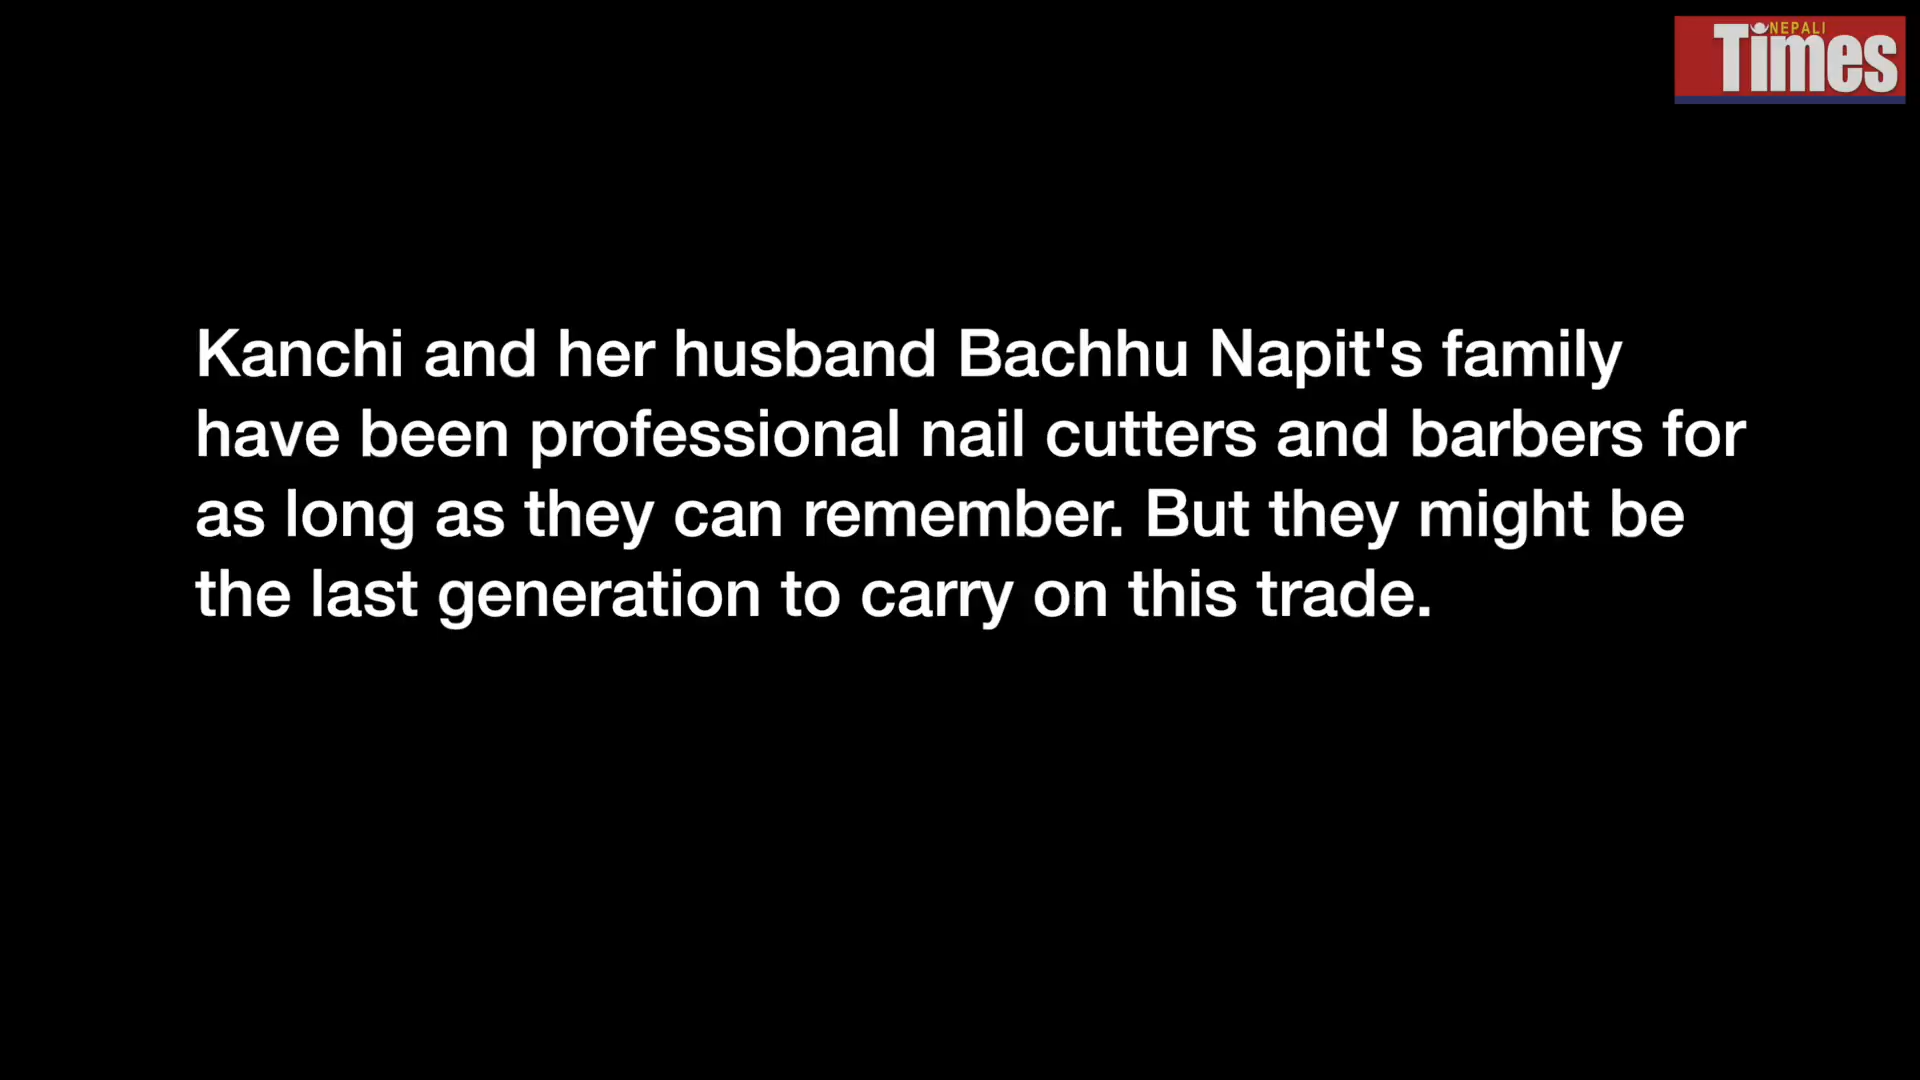 NEPALI
Times
Kanchi and her husband Bachhu Napit's family
have been professional nail cutters and barbers for
as long as they can remember. But they might be
the last generation to carry on this trade.